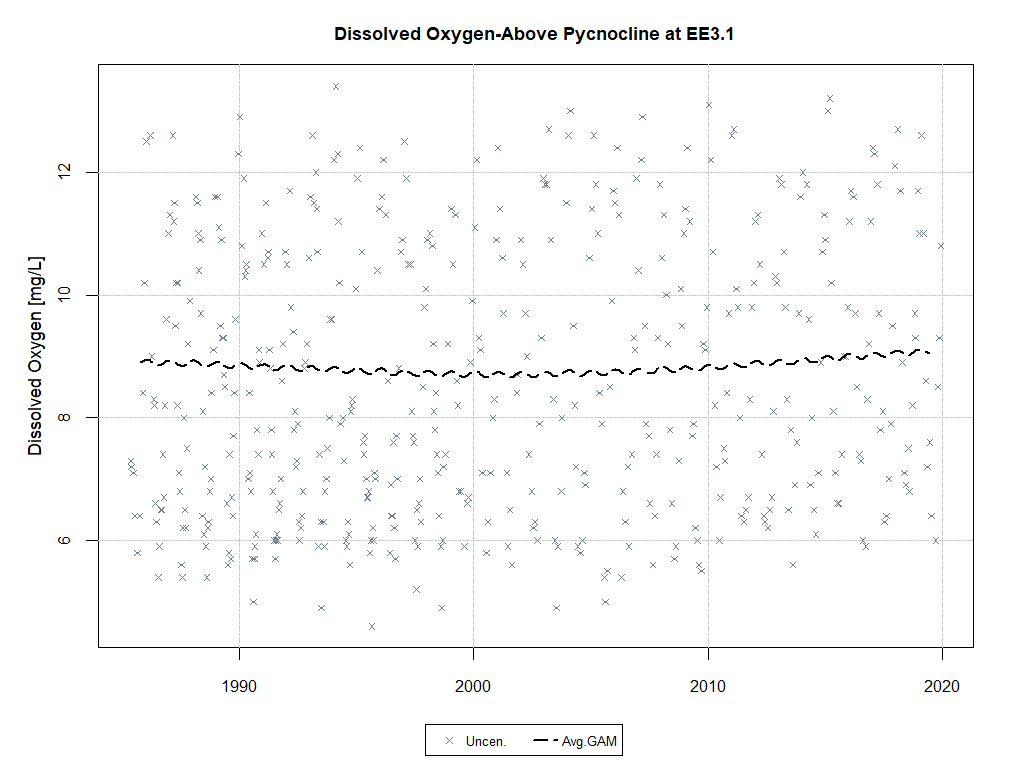 Dissolved Oxygen-Above Pycnocline at EE3.1
Dissolved Oxygen [mg/L]
12
10
8
6
1990
2000
2010
2020
Uncen.
Avg.GAM